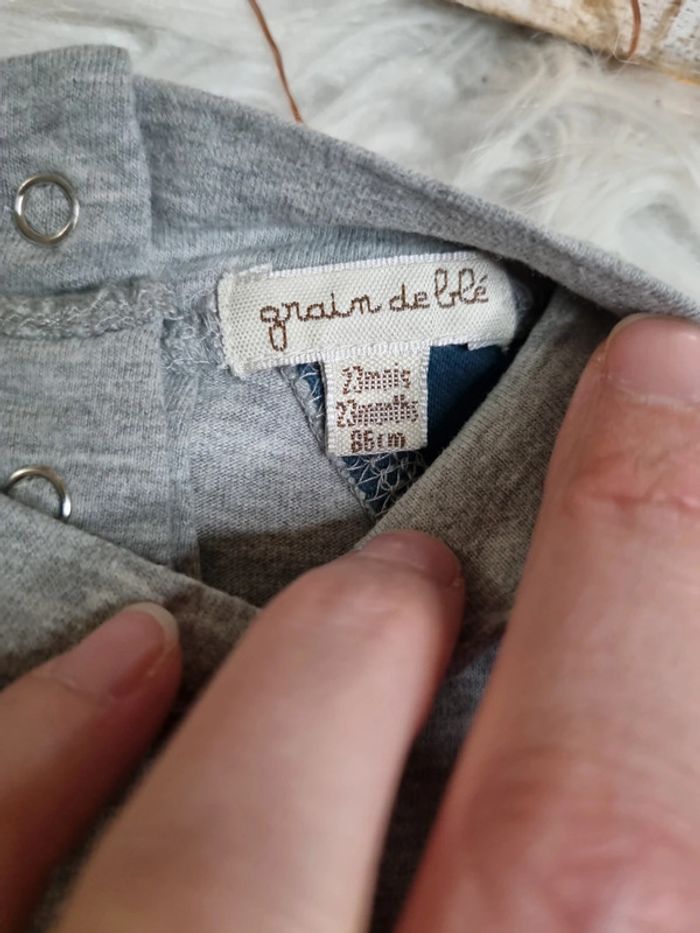 grain de blé
23mois
23months
86cm